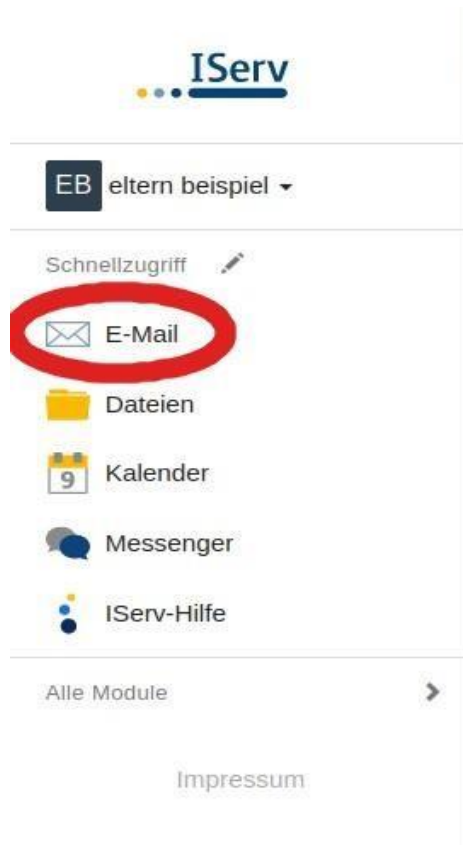 IServ
EB eltern beispiel
Schnellzugriff
E-Mail
Dateien
9 Kalender
Messenger
IServ-Hilfe
Alle Module
Impressum